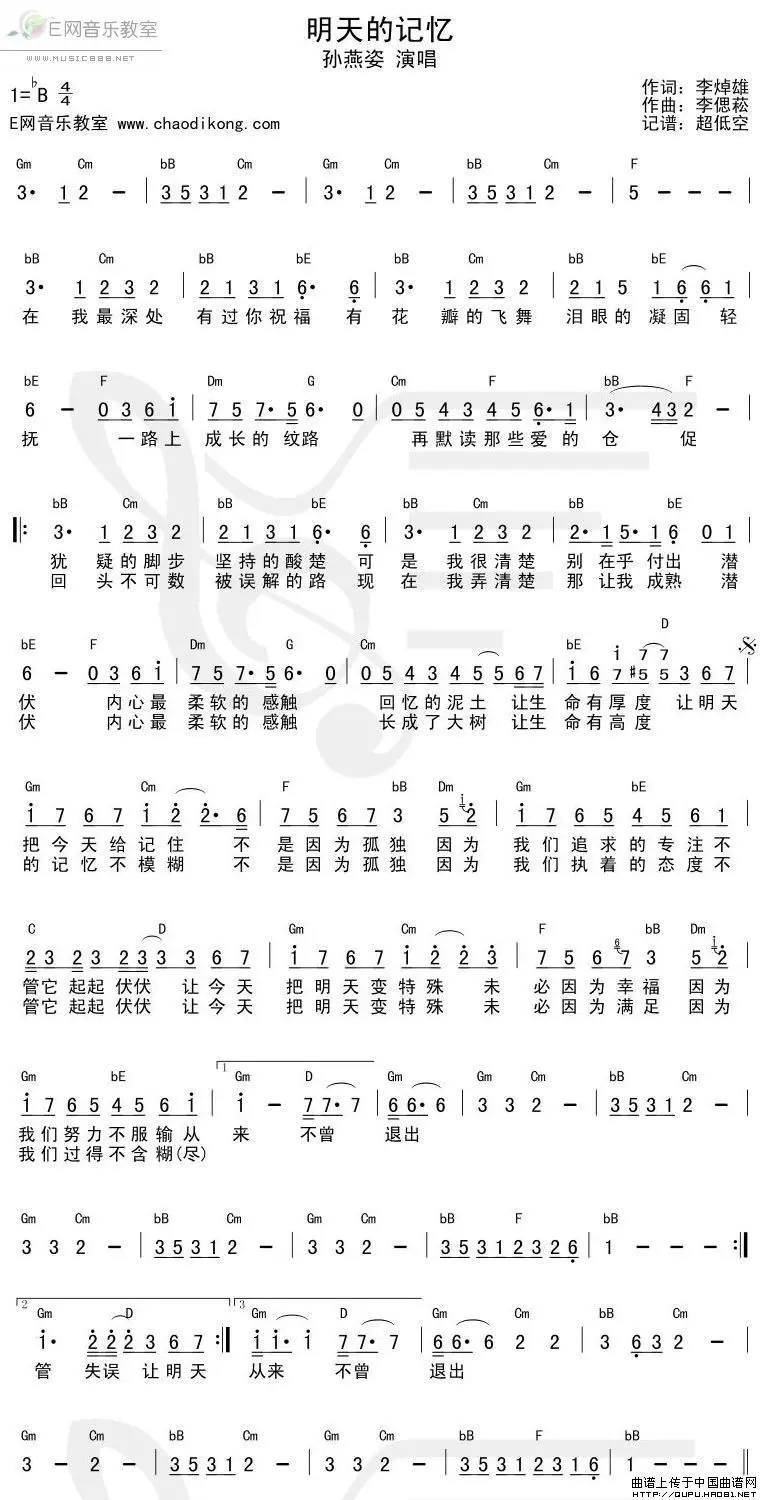 E网音乐教室
WWW.MUSIC888.NET
明天的记忆
孙燕姿 演唱
1=♭B 4/4
作词：李焯雄
作曲：李偲菘
E网音乐教室 www.chaodikong.com
记谱：超低空
Gm Cm bB Cm Gm Cm bB Cm F
3· 1 2 - | 3 5 3 1 2 - | 3· 1 2 - | 3 5 3 1 2 - | 5 - - - |
bB Cm bB bE bB Cm bB bE
3· 1 2 3 2 | 2 1 3 1 6· 6 | 3· 1 2 3 2 | 2 1 5 1 6 6 1 |
在 我最深处 有过你祝福 有 花 瓣的飞舞 泪眼的 凝固 轻
bE F Dm G Cm F bB F
6 - 0 3 6 i | 7 5 7· 5 6· 0 | 0 5 4 3 4 5 6· 1 | 3· 4 3 2 - |
抚 一路上 成长的纹路 再默读那些爱的 仓 促
bB Cm bB bE bB Cm bB bE
‖: 3· 1 2 3 2 | 2 1 3 1 6· 6 | 3· 1 2 3 2 | 2· 1 5· 1 6 0 1 |
犹 疑的脚步 坚持的酸楚 可 是 我很清楚 别在乎付出 潜
回 头不可数 被误解的路 现 在 我弄清楚 那让我成熟 潜
bE F Dm G Cm bE D
6 - 0 3 6 i | 7 5 7· 5 6· 0 | 0 5 4 3 4 5 5 6 7 | i 6 7 #5 5 3 6 7 |
i 7 7
伏 内心最 柔软的感触 回忆的泥土 让生 命有厚度 让明天
伏 内心最 柔软的感触 长成了大树 让生 命有高度
Gm Cm F bB Dm Gm bE
i 7 6 7 i 2 2· 6 | 7 5 6 7 3 5 2 | i 7 6 5 4 5 6 1 |
把今天给记住 不 是因为孤独 因为 我们追求的专注不
的记忆不模糊 不 是因为孤独 因为 我们执着的态度不
C D Gm Cm F bB Dm
2 3 2 3 2 3 3 3 6 7 | i 7 6 7 i 2 2 3 | 7 5 6 7 3 5 2 |
管它起起伏伏 让今天 把明天变特殊 未 必因为幸福 因为
管它起起伏伏 让今天 把明天变特殊 未 必因为满足 因为
Gm bE 1 Gm D Gm Cm bB Cm
i 7 6 5 4 5 6 i | i - 7 7· 7 | 6 6· 6 | 3 3 2 - | 3 5 3 1 2 - |
我们努力不服输从 来 不曾 退出
我们过得不含糊(尽)
Gm Cm bB Cm Gm Cm bB F bB
3 3 2 - | 3 5 3 1 2 - | 3 3 2 - | 3 5 3 1 2 3 2 6 | 1 - - - :‖
2 Gm D 3 Gm D Gm Cm bB Cm
i· 2 2 2 3 6 7 :‖ i i· i 7 7· 7 | 6 6· 6 2 2 | 3 6 3 2 - |
管 失误 让明天 从来 不曾 退出
Gm Cm bB Cm Gm Cm bB F bB
3 - 2 - | 3 5 3 1 2 - | 3 3 2 - | 3 5 3 1 2 3 1 6 | 1 - - - ‖
曲谱上传于中国曲谱网
HTTP://QUPU.HAO81.NET